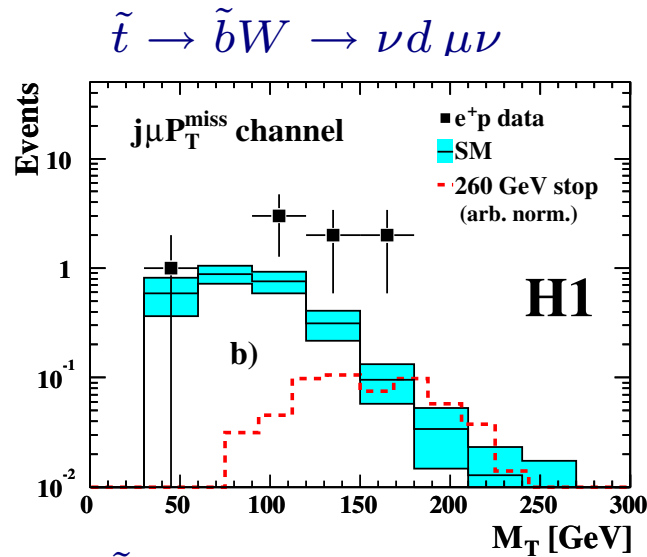 t̃ → b̃W → νd μν
Events
jμP_T^miss channel
e⁺p data
SM
260 GeV stop
(arb. norm.)
H1
b)
10
1
10⁻¹
10⁻²
0 50 100 150 200 250 300
M_T [GeV]